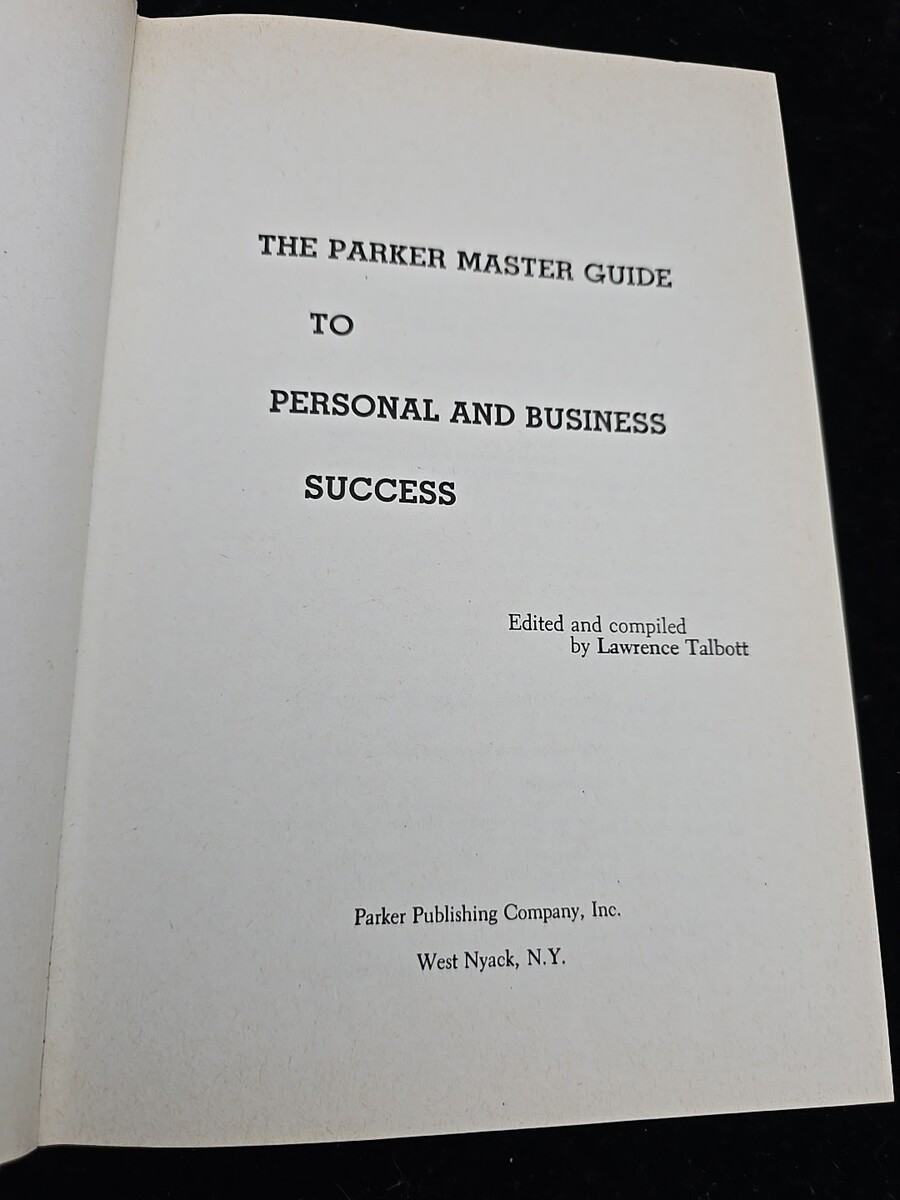 THE PARKER MASTER GUIDE
TO
PERSONAL AND BUSINESS
SUCCESS
Edited and compiled
by Lawrence Talbott
Parker Publishing Company, Inc.
West Nyack, N.Y.